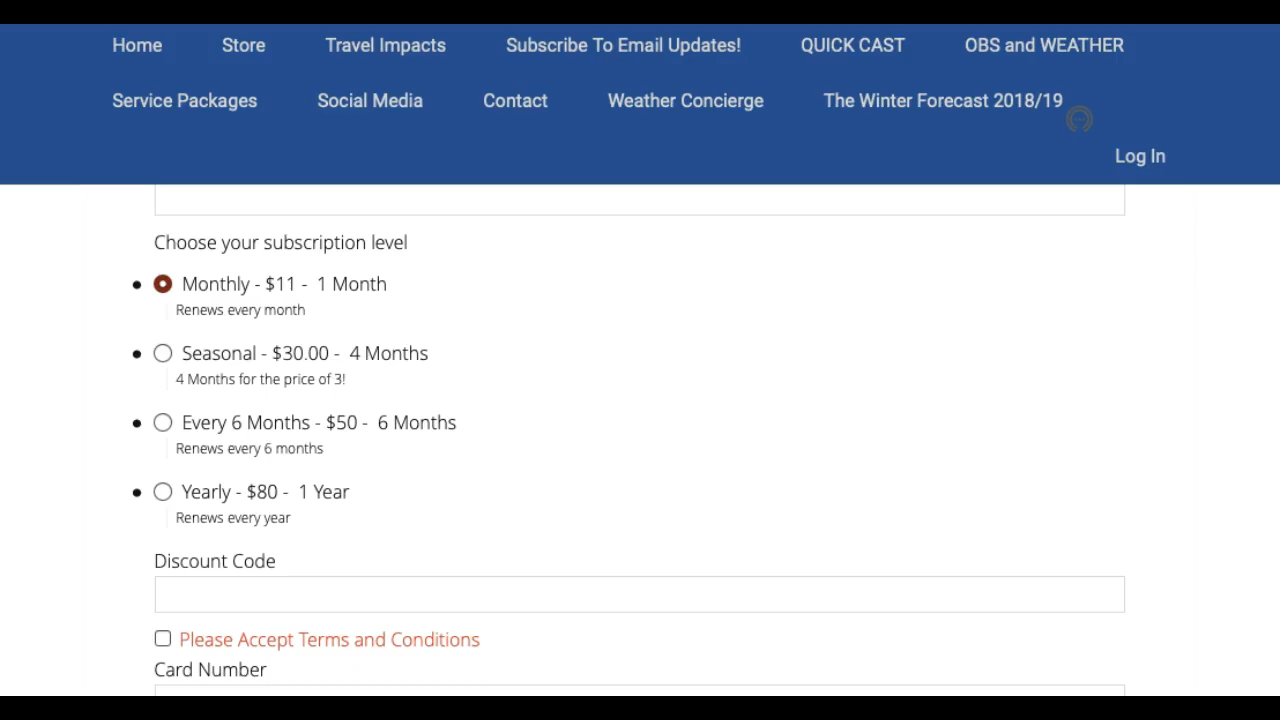 Home Store Travel Impacts Subscribe To Email Updates! QUICK CAST OBS and WEATHER
Service Packages Social Media Contact Weather Concierge The Winter Forecast 2018/19
Log In
Choose your subscription level
Monthly - $11 - 1 Month
Renews every month
Seasonal - $30.00 - 4 Months
4 Months for the price of 3!
Every 6 Months - $50 - 6 Months
Renews every 6 months
Yearly - $80 - 1 Year
Renews every year
Discount Code
Please Accept Terms and Conditions
Card Number